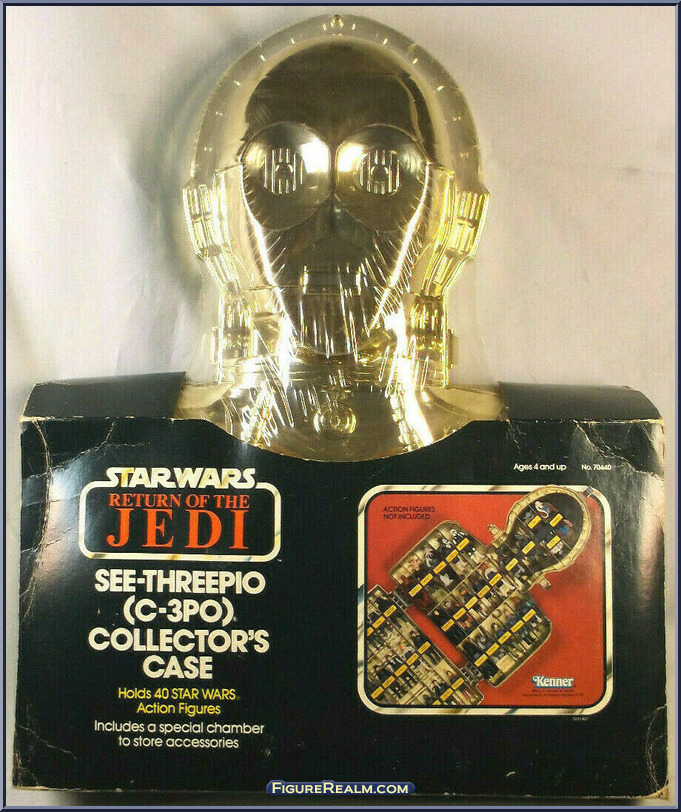 Ages 4 and up No. 70440
STAR WARS
RETURN OF THE
JEDI
SEE-THREEPIO
(C-3PO)
COLLECTOR'S
CASE
Holds 40 STAR WARS
Action Figures
Includes a special chamber
to store accessories
ACTION FIGURES
NOT INCLUDED
Kenner
FIGUREREALM.COM